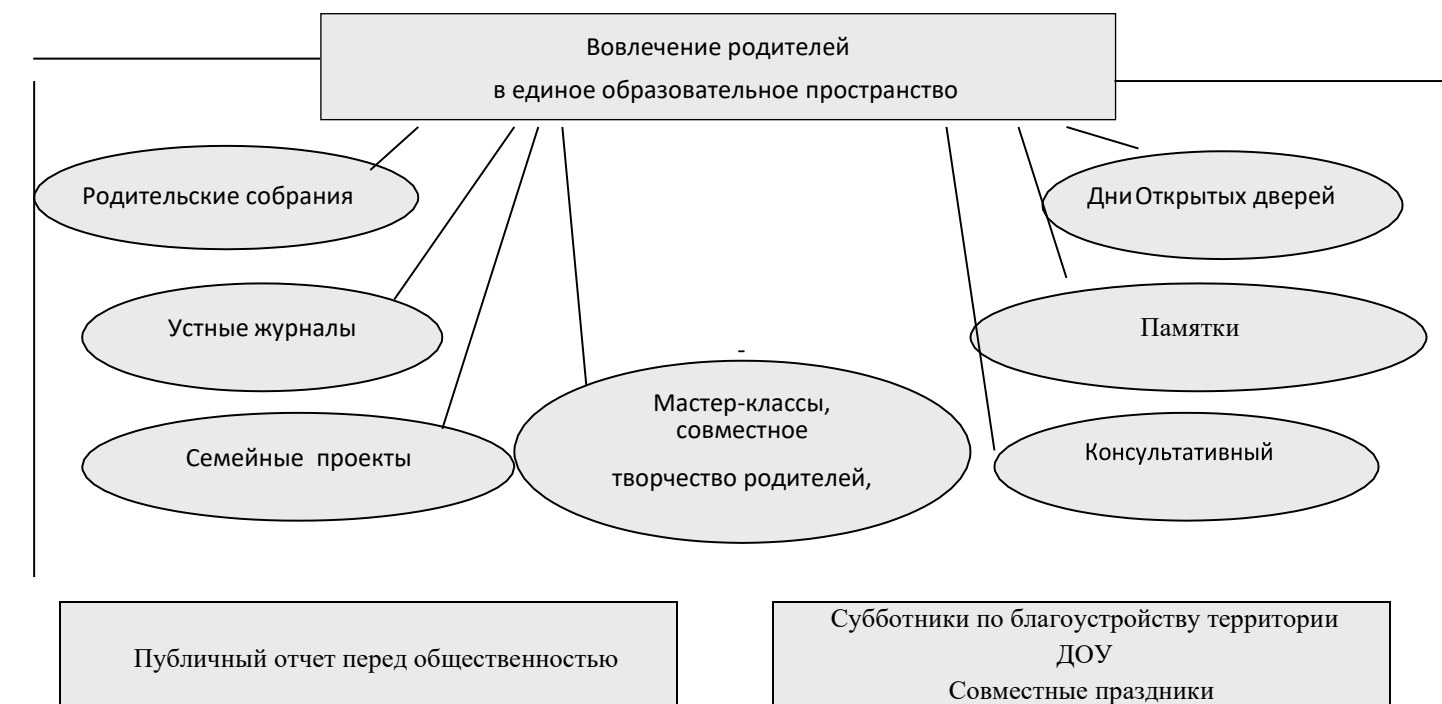 Вовлечение родителей
в единое образовательное пространство
Родительские собрания
Дни Открытых дверей
Устные журналы
Памятки
-
Мастер-классы,
совместное
творчество родителей,
Семейные проекты
Консультативный
Публичный отчет перед общественностью
Субботники по благоустройству территории
ДОУ
Совместные праздники